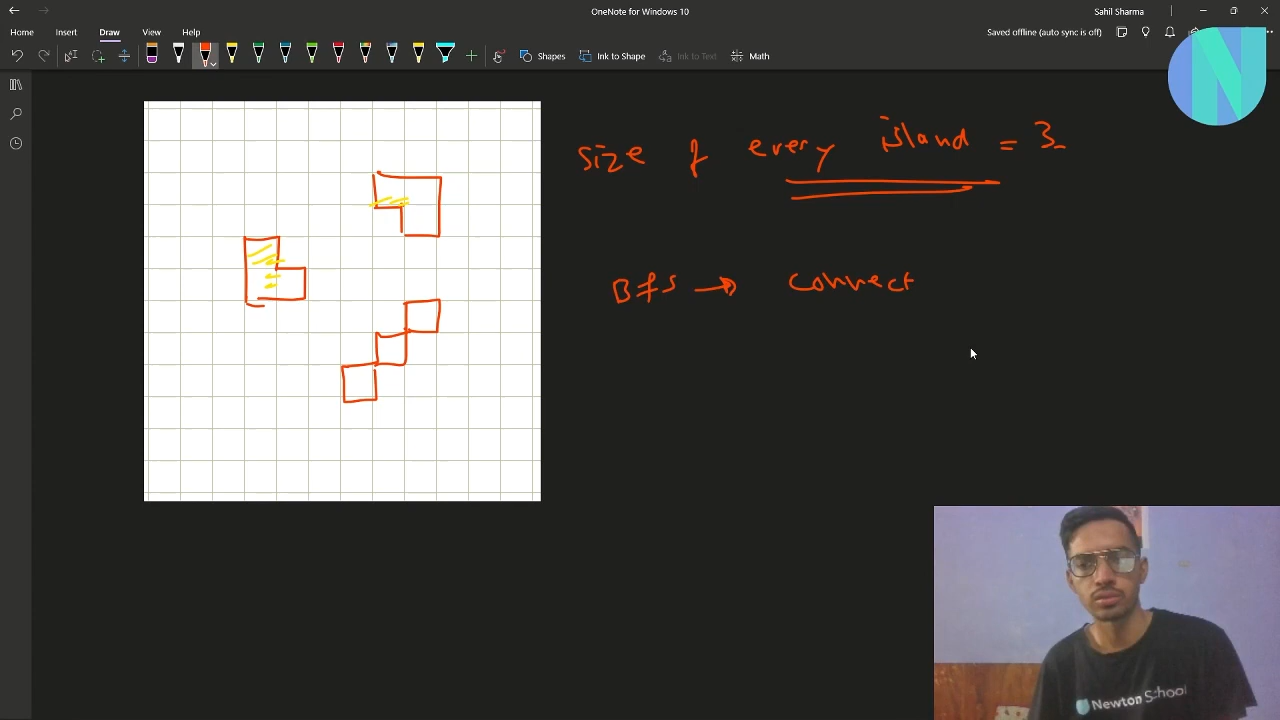 OneNote for Windows 10
Sahil Sharma
Home Insert Draw View Help
Saved offline (auto sync is off)
Shapes Ink to Shape Ink to Text Math
size of every island = 3
Bfs → connect
Newton School